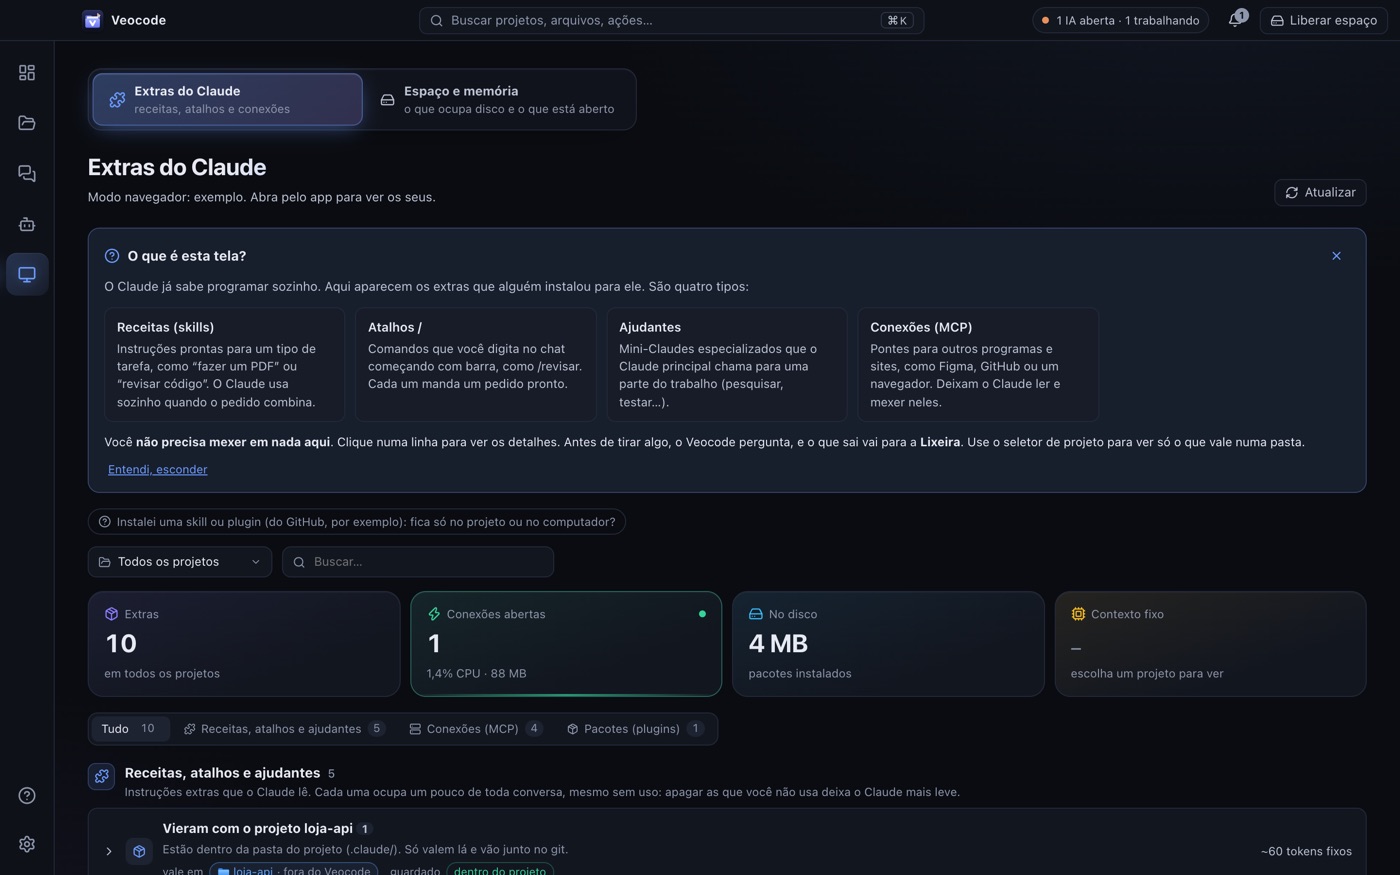 Veocode
Buscar projetos, arquivos, ações...
⌘K
1 IA aberta · 1 trabalhando
1
Liberar espaço
Extras do Claude
receitas, atalhos e conexões
Espaço e memória
o que ocupa disco e o que está aberto
Extras do Claude
Modo navegador: exemplo. Abra pelo app para ver os seus.
Atualizar
O que é esta tela?
O Claude já sabe programar sozinho. Aqui aparecem os extras que alguém instalou para ele. São quatro tipos:
Receitas (skills)
Instruções prontas para um tipo de
tarefa, como “fazer um PDF” ou
“revisar código”. O Claude usa
sozinho quando o pedido combina.
Atalhos /
Comandos que você digita no chat
começando com barra, como /revisar.
Cada um manda um pedido pronto.
Ajudantes
Mini-Claudes especializados que o
Claude principal chama para uma
parte do trabalho (pesquisar,
testar...).
Conexões (MCP)
Pontes para outros programas e
sites, como Figma, GitHub ou um
navegador. Deixam o Claude ler e
mexer neles.
Você não precisa mexer em nada aqui. Clique numa linha para ver os detalhes. Antes de tirar algo, o Veocode pergunta, e o que sai vai para a Lixeira. Use o seletor de projeto para ver só o que vale numa pasta.
Entendi, esconder
Instalei uma skill ou plugin (do GitHub, por exemplo): fica só no projeto ou no computador?
Todos os projetos
Buscar...
Extras
10
em todos os projetos
Conexões abertas
1
1,4% CPU · 88 MB
No disco
4 MB
pacotes instalados
Contexto fixo
–
escolha um projeto para ver
Tudo 10
Receitas, atalhos e ajudantes 5
Conexões (MCP) 4
Pacotes (plugins) 1
Receitas, atalhos e ajudantes 5
Instruções extras que o Claude lê. Cada uma ocupa um pouco de toda conversa, mesmo sem uso: apagar as que você não usa deixa o Claude mais leve.
Vieram com o projeto loja-api 1
Estão dentro da pasta do projeto (.claude/). Só valem lá e vão junto no git.
~60 tokens fixos
vale em loja-api · fora do Veocode guardado dentro do projeto